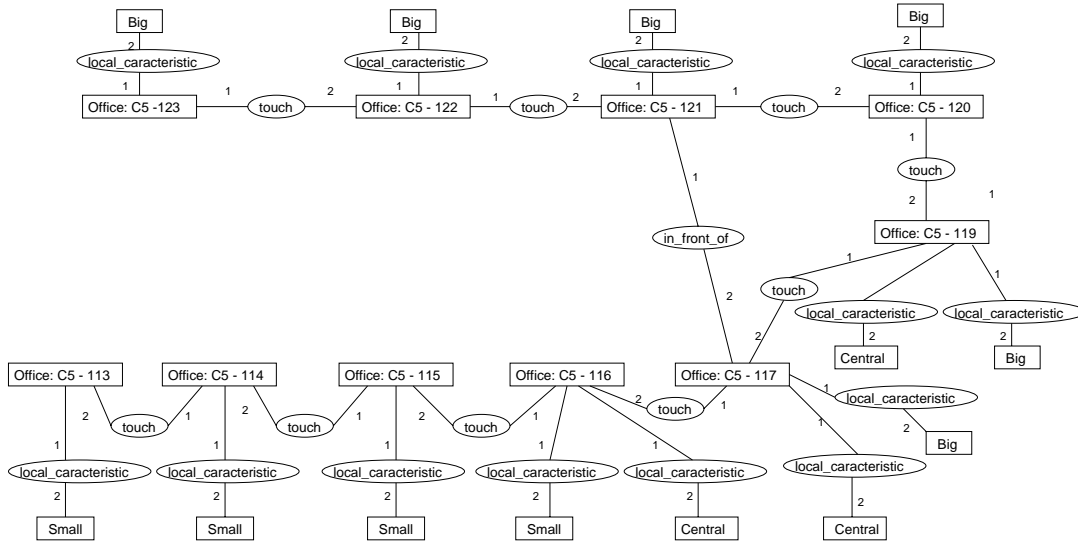 Big Big Big Big
2 2 2 2
local_caracteristic local_caracteristic local_caracteristic local_caracteristic
1 1 1 1
Office: C5 -123 1 touch 2 Office: C5 - 122 1 touch 2 Office: C5 - 121 1 touch 2 Office: C5 - 120
1
touch
1
2 1
Office: C5 - 119
in_front_of
1 1
touch
2
local_caracteristic local_caracteristic
2 2 2
Central Big
Office: C5 - 113 Office: C5 - 114 Office: C5 - 115 Office: C5 - 116 Office: C5 - 117
1
local_caracteristic
2 touch 1 2 touch 1 2 touch 1 2 touch 1
1
2
Big
1 1 1 1 1
local_caracteristic local_caracteristic local_caracteristic local_caracteristic local_caracteristic local_caracteristic
2 2 2 2 2 2
Small Small Small Small Central Central